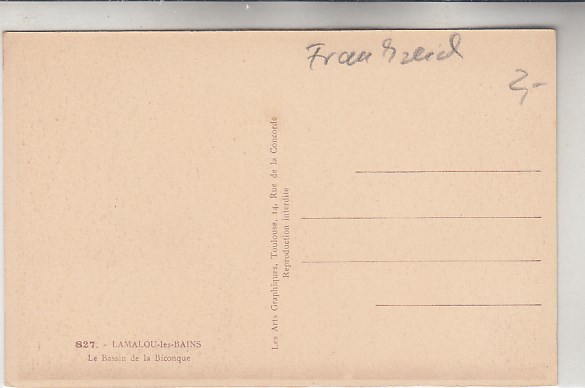 Frankreich
2,-
Les Arts Graphiques, Toulouse, 14, Rue de la Concorde
Reproduction interdite
827. - LAMALOU-les-BAINS
Le Bassin de la Biconque